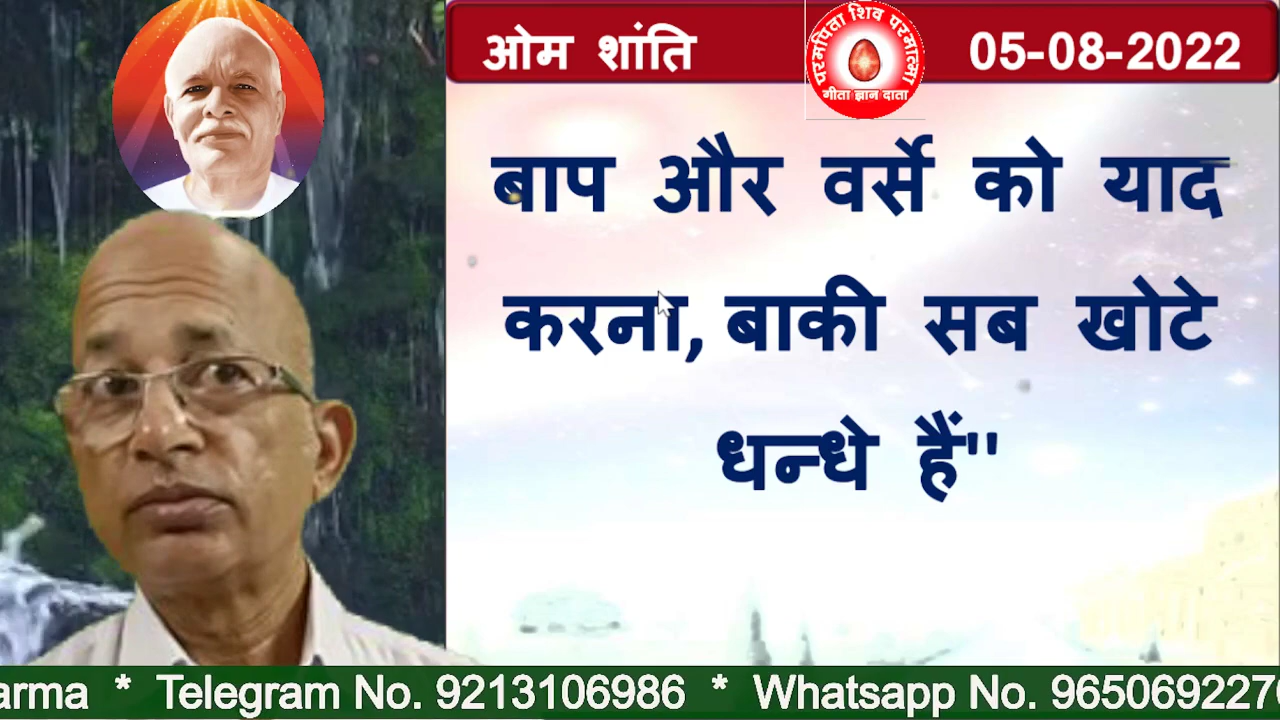 ओम शांति
परमपिता शिव परमात्मा
गीता ज्ञान दाता
05-08-2022
बाप और वर्से को याद
करना, बाकी सब खोटे
धन्धे हैं"
arma * Telegram No. 9213106986 * Whatsapp No. 965069227